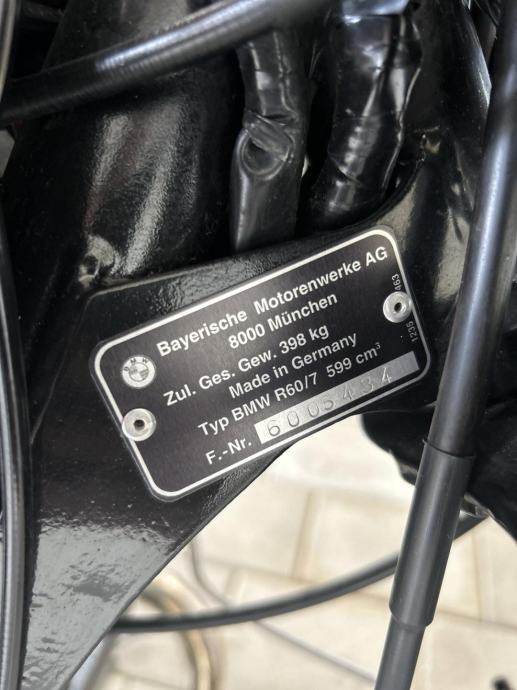 BMW
Bayerische Motorenwerke AG
8000 München
Zul. Ges. Gew. 398 kg
Made in Germany
Typ BMW R60/7 599 cm³
F.-Nr. 6005434